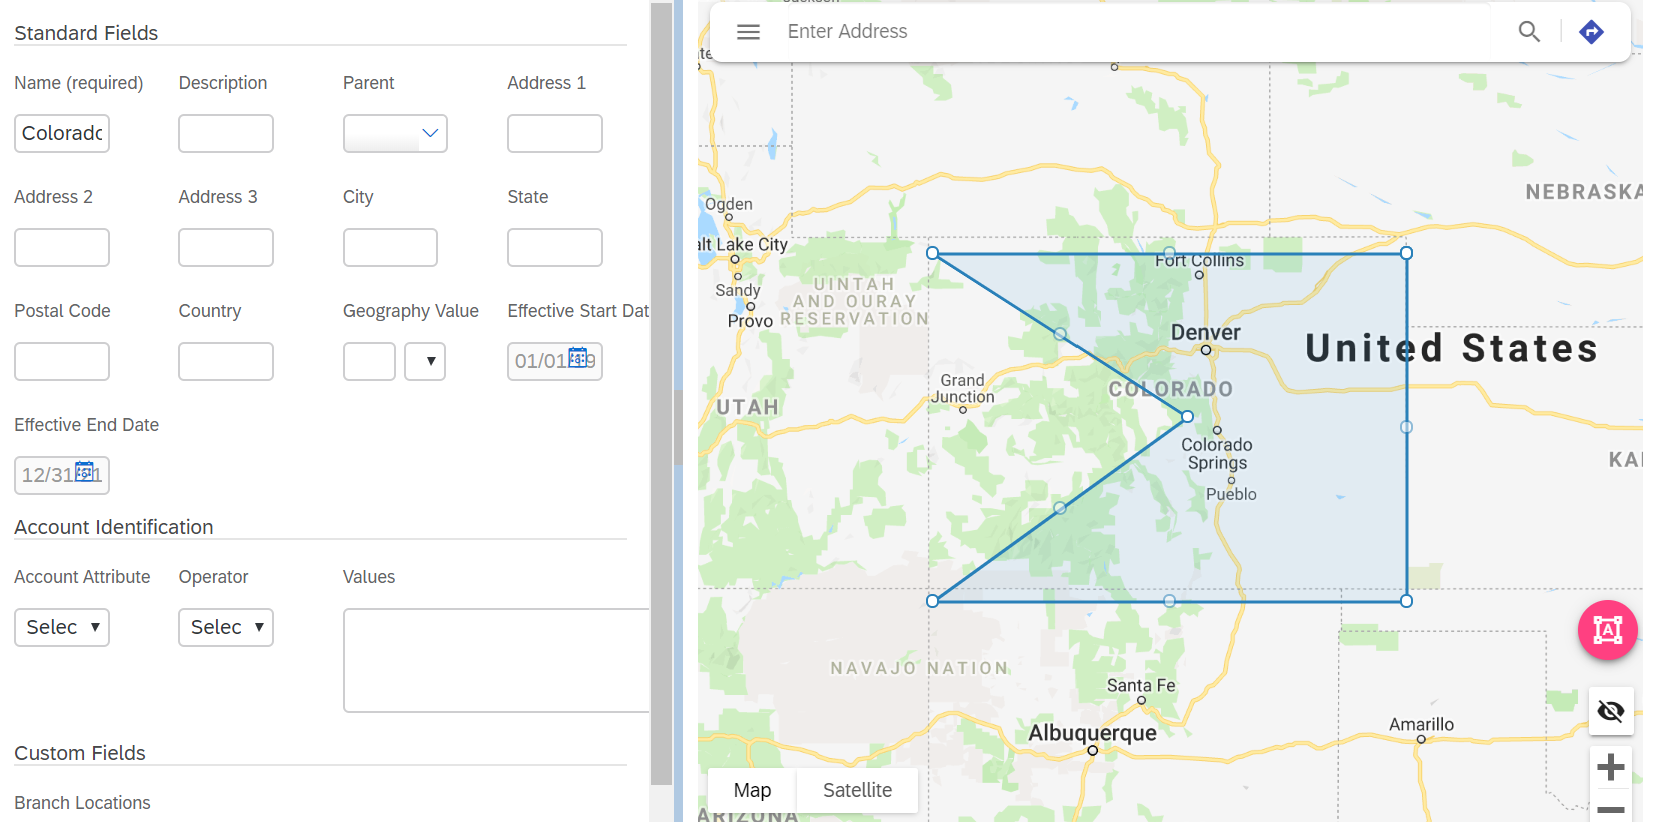 Standard Fields
Name (required)
Description
Parent
Address 1
Colorado
Address 2
Address 3
City
State
Postal Code
Country
Geography Value
Effective Start Dat
01/01
9
Effective End Date
12/31
1
Account Identification
Account Attribute
Operator
Values
Selec
Selec
Custom Fields
Branch Locations
Enter Address
NEBRASKA
Ogden
alt Lake City
Sandy
Provo
UINTAH
AND OURAY
RESERVATION
Fort Collins
Denver
United States
Grand
Junction
COLORADO
UTAH
Colorado
Springs
Pueblo
KA
NAVAJO NATION
Santa Fe
Albuquerque
Amarillo
A
Map
Satellite
ARIZONA